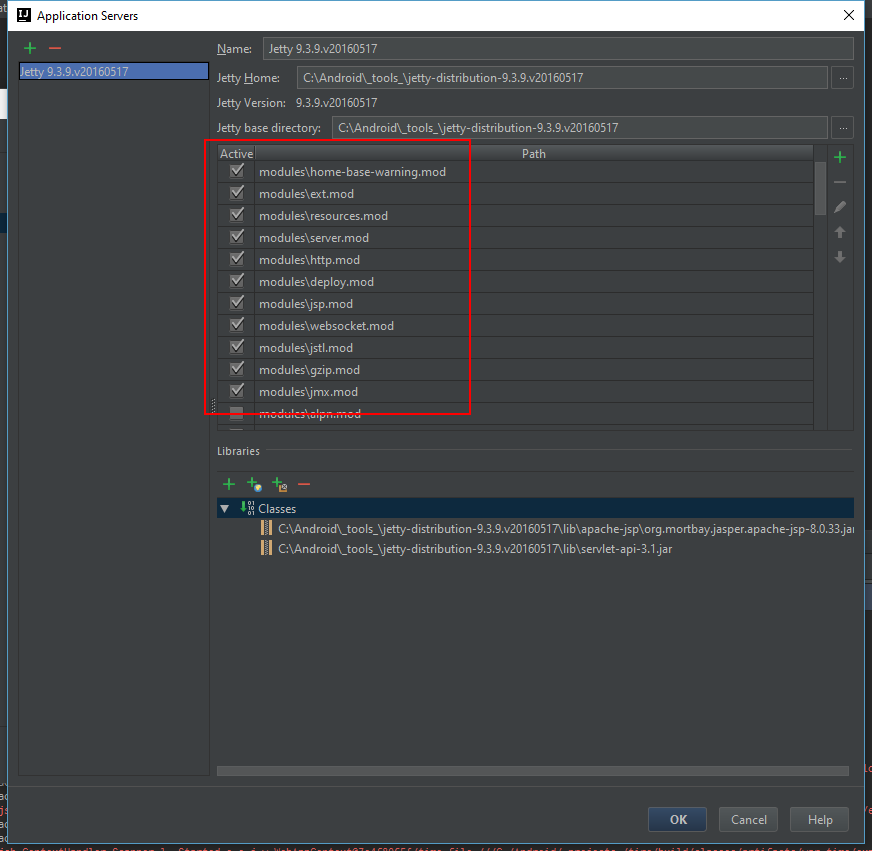 Application Servers
Jetty 9.3.9.v20160517
Name: Jetty 9.3.9.v20160517
Jetty Home: C:\Android\_tools_\jetty-distribution-9.3.9.v20160517 ...
Jetty Version: 9.3.9.v20160517
Jetty base directory: C:\Android\_tools_\jetty-distribution-9.3.9.v20160517 ...
Active Path
modules\home-base-warning.mod
modules\ext.mod
modules\resources.mod
modules\server.mod
modules\http.mod
modules\deploy.mod
modules\jsp.mod
modules\websocket.mod
modules\jstl.mod
modules\gzip.mod
modules\jmx.mod
modules\alpn.mod
Libraries
Classes
C:\Android\_tools_\jetty-distribution-9.3.9.v20160517\lib\apache-jsp\org.mortbay.jasper.apache-jsp-8.0.33.jar
C:\Android\_tools_\jetty-distribution-9.3.9.v20160517\lib\servlet-api-3.1.jar
OK Cancel Help